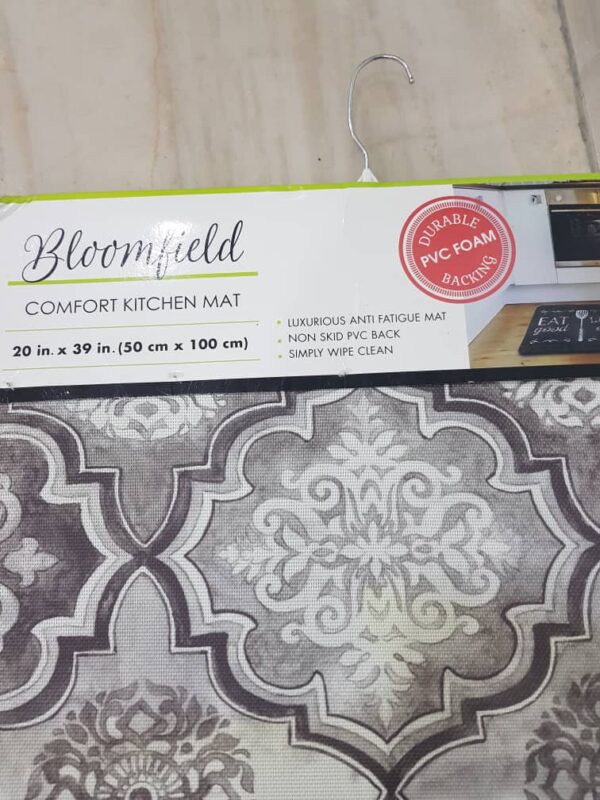 Bloomfield
COMFORT KITCHEN MAT
20 in. x 39 in. (50 cm x 100 cm)
• LUXURIOUS ANTI FATIGUE MAT
• NON SKID PVC BACK
• SIMPLY WIPE CLEAN
DURABLE
PVC FOAM
BACKING
EAT
good